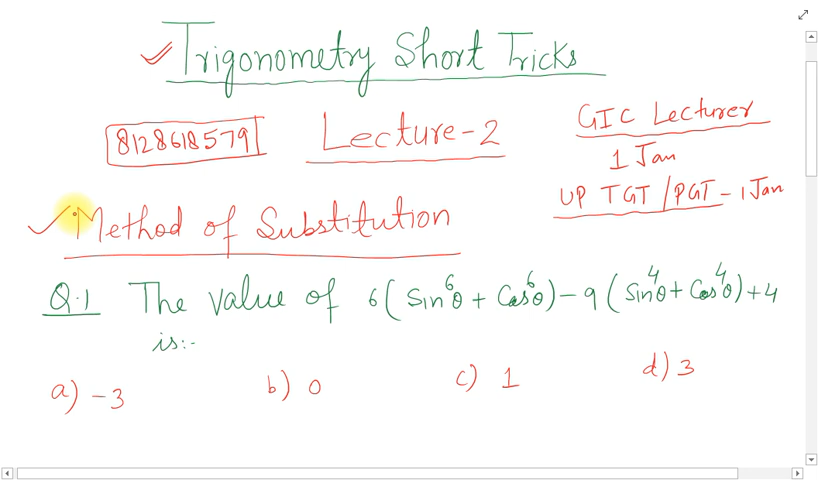 Trigonometry Short Tricks
8128618579 Lecture-2
GIC Lecturer
1 Jan
UP TGT/PGT-1 Jan
Method of Substitution
Q.1 The value of 6(Sin⁶θ + Cos⁶θ) – 9(Sin⁴θ + Cos⁴θ) + 4
is:-
a) -3 b) 0 c) 1 d) 3